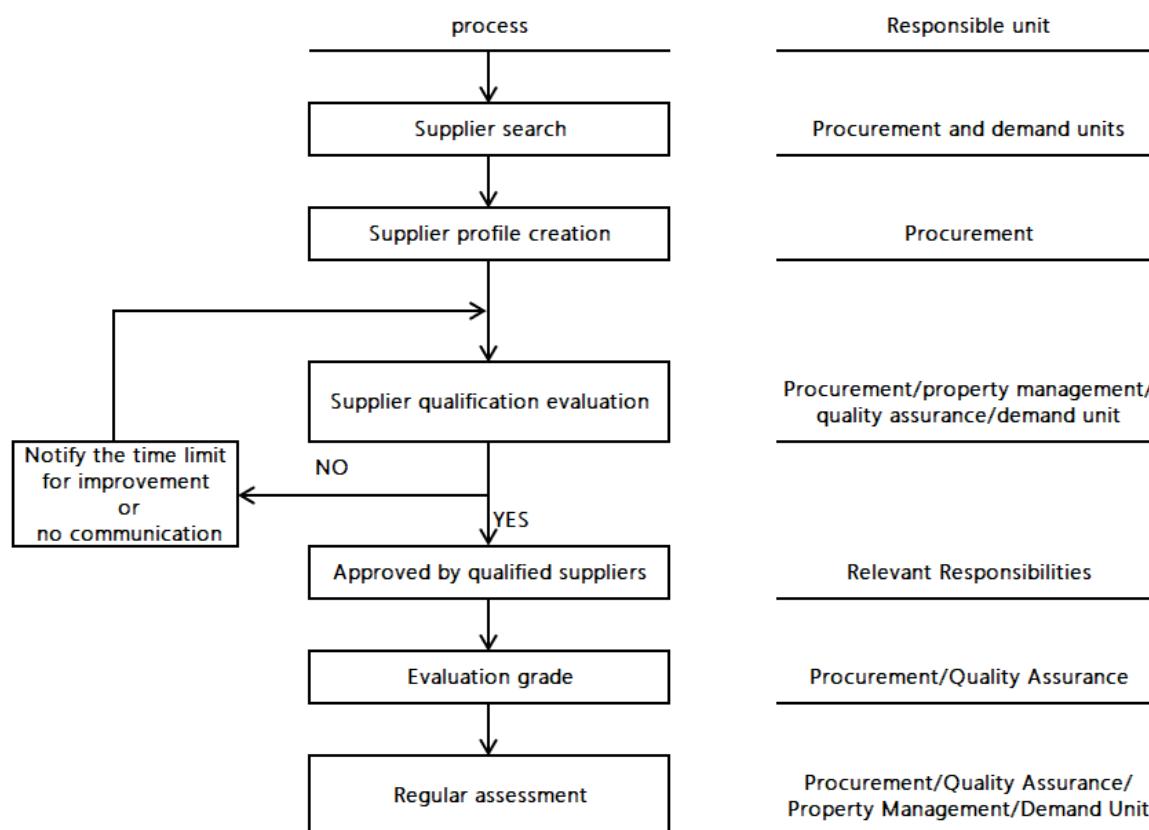 process
Responsible unit
Supplier search
Procurement and demand units
Supplier profile creation
Procurement
Supplier qualification evaluation
Procurement/property management/
quality assurance/demand unit
Notify the time limit
for improvement
or
no communication
NO
YES
Approved by qualified suppliers
Relevant Responsibilities
Evaluation grade
Procurement/Quality Assurance
Regular assessment
Procurement/Quality Assurance/
Property Management/Demand Unit